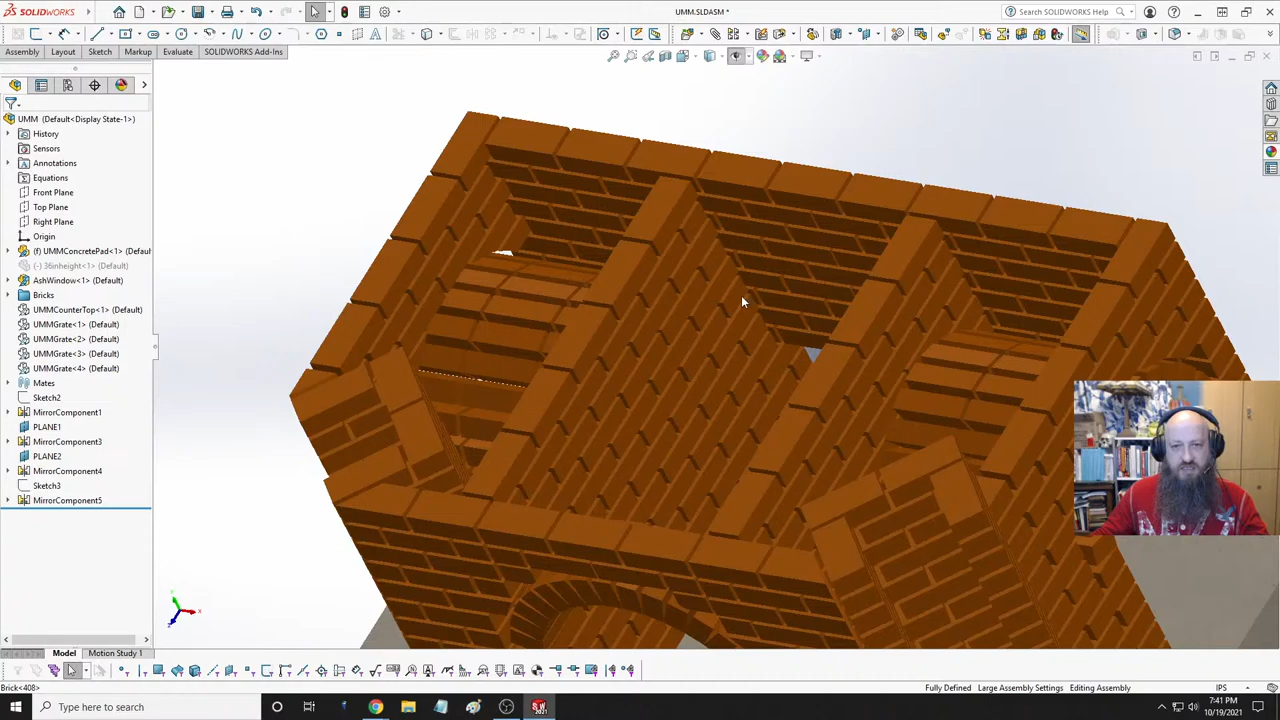 SOLIDWORKS
UMM.SLDASM *
Search SOLIDWORKS Help
Assembly
Layout
Sketch
Markup
Evaluate
SOLIDWORKS Add-Ins
UMM (Default<Display State-1>)
History
Sensors
Annotations
Equations
Front Plane
Top Plane
Right Plane
Origin
(f) UMMConcretePad<1> (Defaul
(-) 36inheight<1> (Default)
AshWindow<1> (Default)
Bricks
UMMCounterTop<1> (Default)
UMMGrate<1> (Default)
UMMGrate<2> (Default)
UMMGrate<3> (Default)
UMMGrate<4> (Default)
Mates
Sketch2
MirrorComponent1
PLANE1
MirrorComponent3
PLANE2
MirrorComponent4
Sketch3
MirrorComponent5
Model
Motion Study 1
Brick<408>
Fully Defined
Large Assembly Settings
Editing Assembly
IPS
Type here to search
7:41 PM
10/19/2021